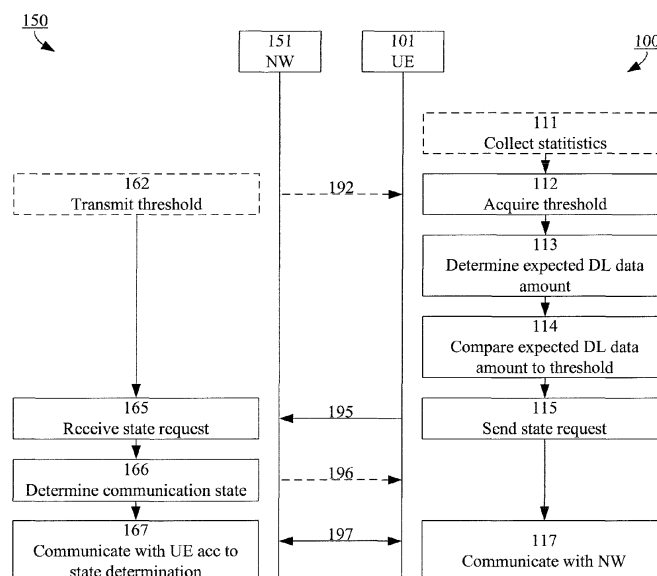 150
151
NW
101
UE
100
111
Collect statitistics
162
Transmit threshold
192
112
Acquire threshold
113
Determine expected DL data
amount
114
Compare expected DL data
amount to threshold
165
Receive state request
195
115
Send state request
166
Determine communication state
196
167
Communicate with UE acc to
state determination
197
117
Communicate with NW